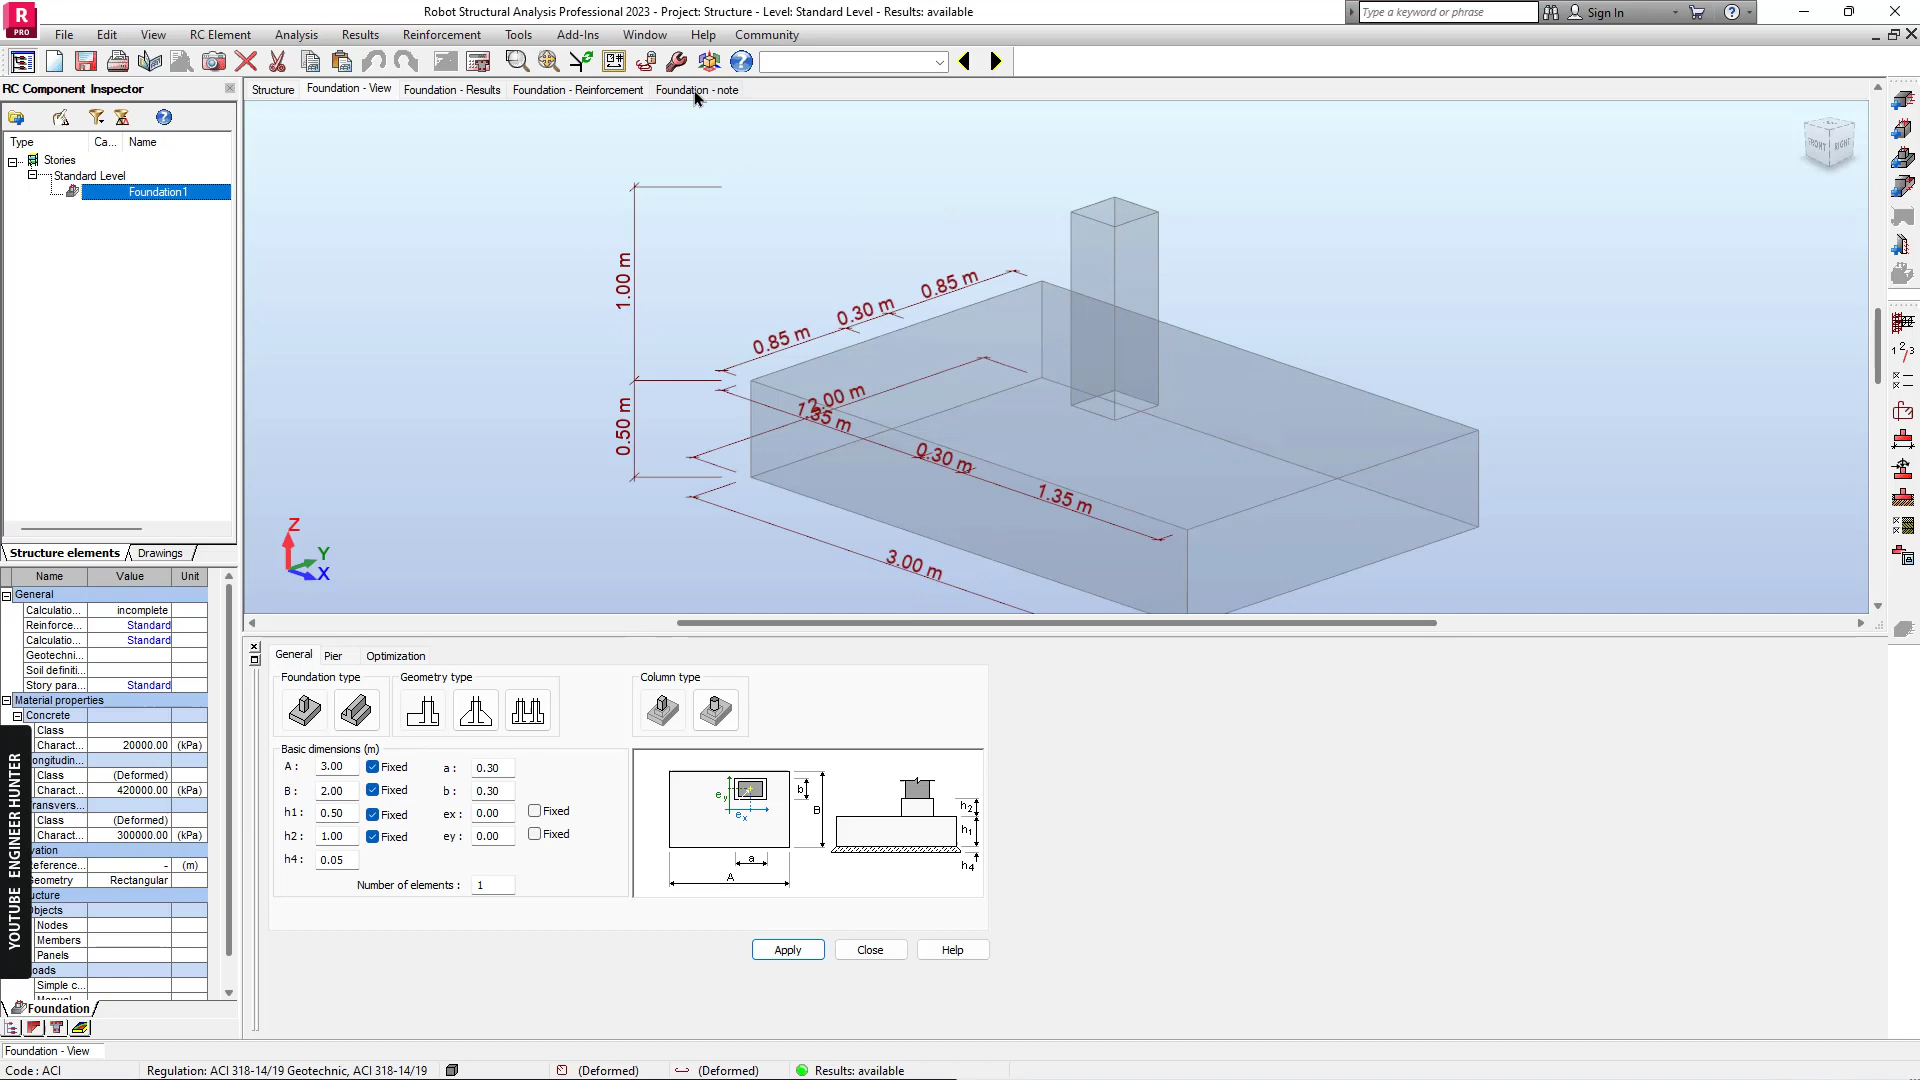 Robot Structural Analysis Professional 2023 - Project: Structure - Level: Standard Level - Results: available
Type a keyword or phrase
Sign In
R
PRO
File Edit View RC Element Analysis Results Reinforcement Tools Add-Ins Window Help Community
RC Component Inspector
Structure Foundation - View Foundation - Results Foundation - Reinforcement Foundation - note
Type Ca... Name
Stories
Standard Level
Foundation1
FRONT RIGHT
1.00 m
0.50 m
0.85 m
0.30 m
0.85 m
2.00 m
1.35 m
0.30 m
1.35 m
3.00 m
Z
Y
X
Structure elements Drawings
Name Value Unit
General
Calculatio... incomplete
Reinforce... Standard
Calculatio... Standard
Geotechni...
Soil definiti...
Story para... Standard
Material properties
Concrete
Class
Charact... 20000.00 (kPa)
ongitudin...
Class (Deformed)
Charact... 420000.00 (kPa)
ransvers...
Class (Deformed)
Charact... 300000.00 (kPa)
vation
eference... - (m)
eometry Rectangular
ucture
bjects
Nodes
Members
Panels
oads
Simple c...
Manual
YOUTUBE ENGINEER HUNTER
Foundation
General Pier Optimization
Foundation type Geometry type Column type
Basic dimensions (m)
A: 3.00 Fixed a: 0.30
B: 2.00 Fixed b: 0.30
h1: 0.50 Fixed ex: 0.00 Fixed
h2: 1.00 Fixed ey: 0.00 Fixed
h4: 0.05
Number of elements: 1
ey
ex
b
B
a
A
h2
h1
h4
Apply Close Help
Foundation - View
Code : ACI Regulation: ACI 318-14/19 Geotechnic, ACI 318-14/19 (Deformed) (Deformed) Results: available